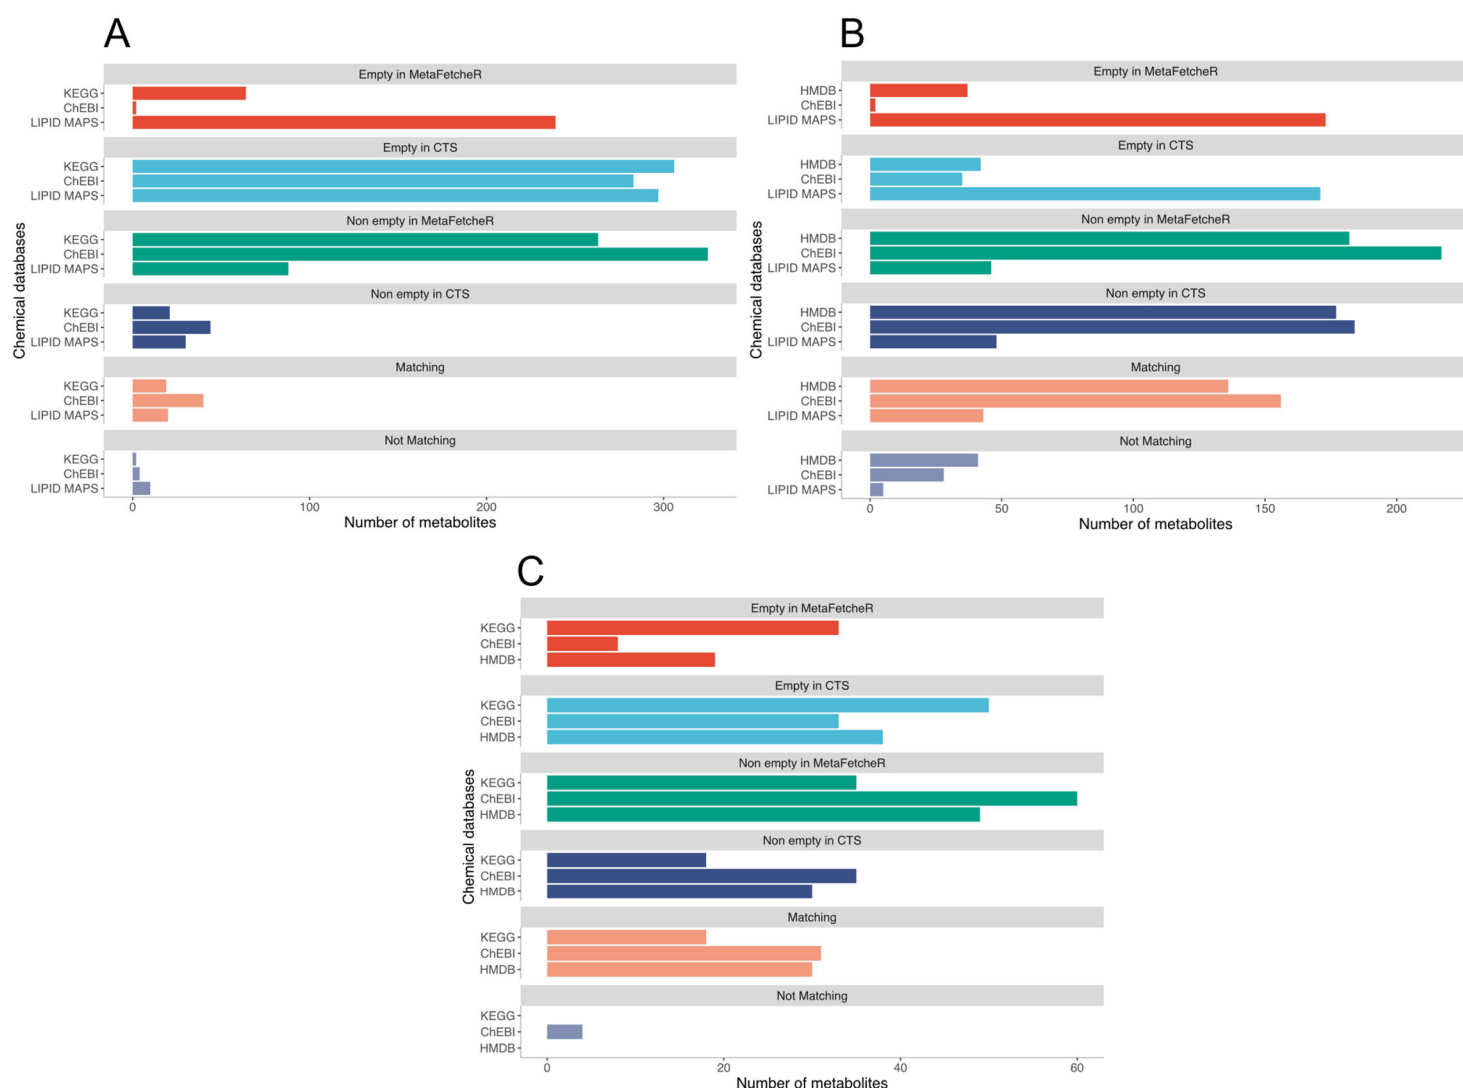 A
Empty in MetaFetcheR
KEGG
ChEBI
LIPID MAPS
Empty in CTS
KEGG
ChEBI
LIPID MAPS
Non empty in MetaFetcheR
KEGG
ChEBI
LIPID MAPS
Non empty in CTS
KEGG
ChEBI
LIPID MAPS
Matching
KEGG
ChEBI
LIPID MAPS
Not Matching
KEGG
ChEBI
LIPID MAPS
Chemical databases
0 100 200 300
Number of metabolites
B
Empty in MetaFetcheR
HMDB
ChEBI
LIPID MAPS
Empty in CTS
HMDB
ChEBI
LIPID MAPS
Non empty in MetaFetcheR
HMDB
ChEBI
LIPID MAPS
Non empty in CTS
HMDB
ChEBI
LIPID MAPS
Matching
HMDB
ChEBI
LIPID MAPS
Not Matching
HMDB
ChEBI
LIPID MAPS
Chemical databases
0 50 100 150 200
Number of metabolites
C
Empty in MetaFetcheR
KEGG
ChEBI
HMDB
Empty in CTS
KEGG
ChEBI
HMDB
Non empty in MetaFetcheR
KEGG
ChEBI
HMDB
Non empty in CTS
KEGG
ChEBI
HMDB
Matching
KEGG
ChEBI
HMDB
Not Matching
KEGG
ChEBI
HMDB
Chemical databases
0 20 40 60
Number of metabolites